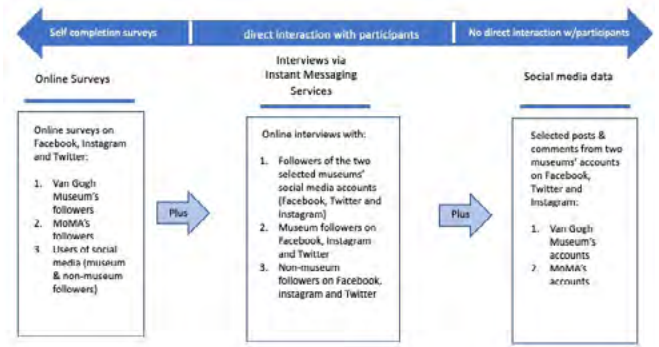 Self completion surveys
direct interaction with participants
No direct interaction w/participants
Online Surveys
Interviews via
Instant Messaging
Services
Social media data
Online surveys on
Facebook, Instagram
and Twitter:
1. Van Gogh
Museum's
followers
2. MoMA's
followers
3. Users of social
media (museum
& non-museum
followers)
Plus
Online interviews with:
1. Followers of the two
selected museums'
social media accounts
(Facebook, Twitter and
Instagram)
2. Museum followers on
Facebook, Instagram
and Twitter
3. Non-museum
followers on Facebook,
instagram and Twitter
Plus
Selected posts &
comments from two
museums' accounts
on Facebook,
Twitter and
Instagram:
1. Van Gogh
Museum's
accounts
2. MoMA's
accounts